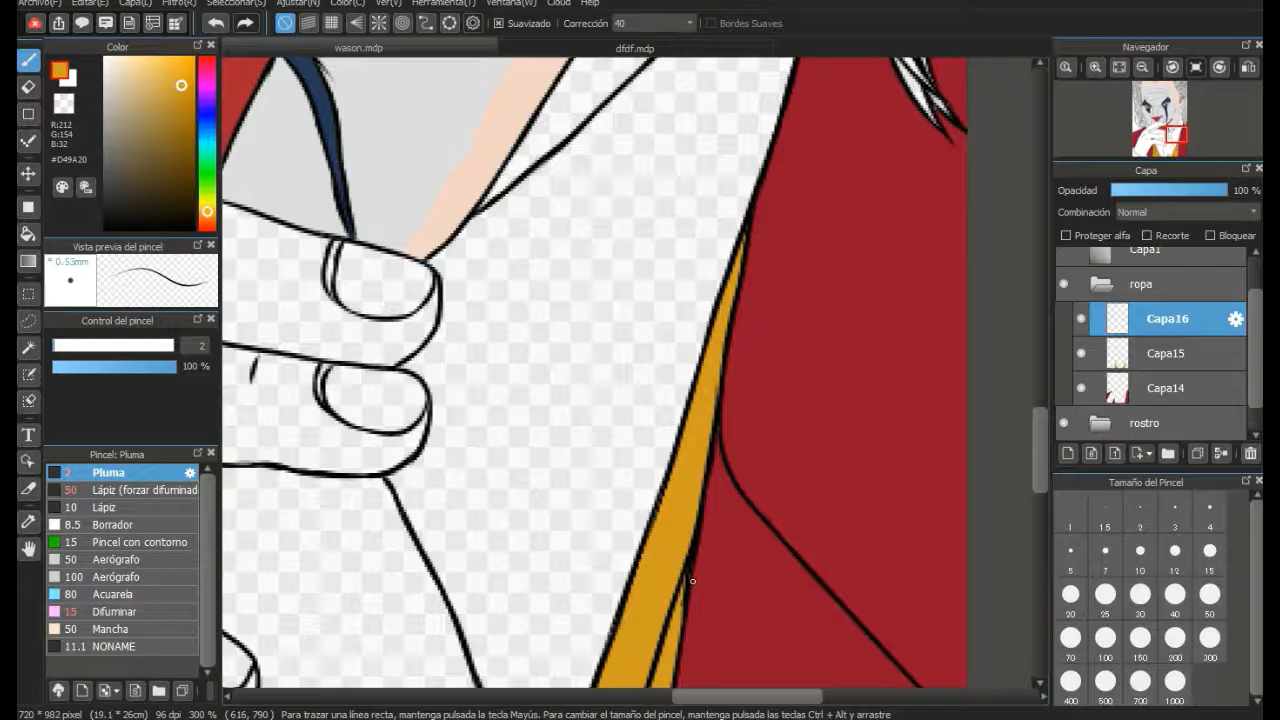 Archivo(F) Editar(E) Capa(L) Filtro(R) Seleccionar(S) Ajustar(N) Color(C) Ver(V) Herramienta(T) Ventana(W) Cloud Help
Suavizado Corrección 40 Bordes Suaves
Color
wason.mdp
dfdf.mdp
Navegador
R:212
G:154
B:32
#D49A20
Capa
Opacidad 100 %
Combinación Normal
Proteger alfa Recorte Bloquear
Capa1
ropa
Capa16
Capa15
Capa14
rostro
Vista previa del pincel
* 0.53mm
Control del pincel
2
100 %
Pincel: Pluma
2 Pluma
50 Lápiz (forzar difuminad
10 Lápiz
8.5 Borrador
15 Pincel con contorno
50 Aerógrafo
100 Aerógrafo
80 Acuarela
15 Difuminar
50 Mancha
11.1 NONAME
Tamaño del Pincel
1 1.5 2 3 4
5 7 10 12 15
20 25 30 40 50
70 100 150 200 300
400 500 700 1000
720 * 982 pixel (19.1 * 26cm) 96 dpi 300 % (616, 790) Para trazar una línea recta, mantenga pulsada la tecla Mayús. Para cambiar el tamaño del pincel, mantenga pulsadas las teclas Ctrl + Alt y arrastre